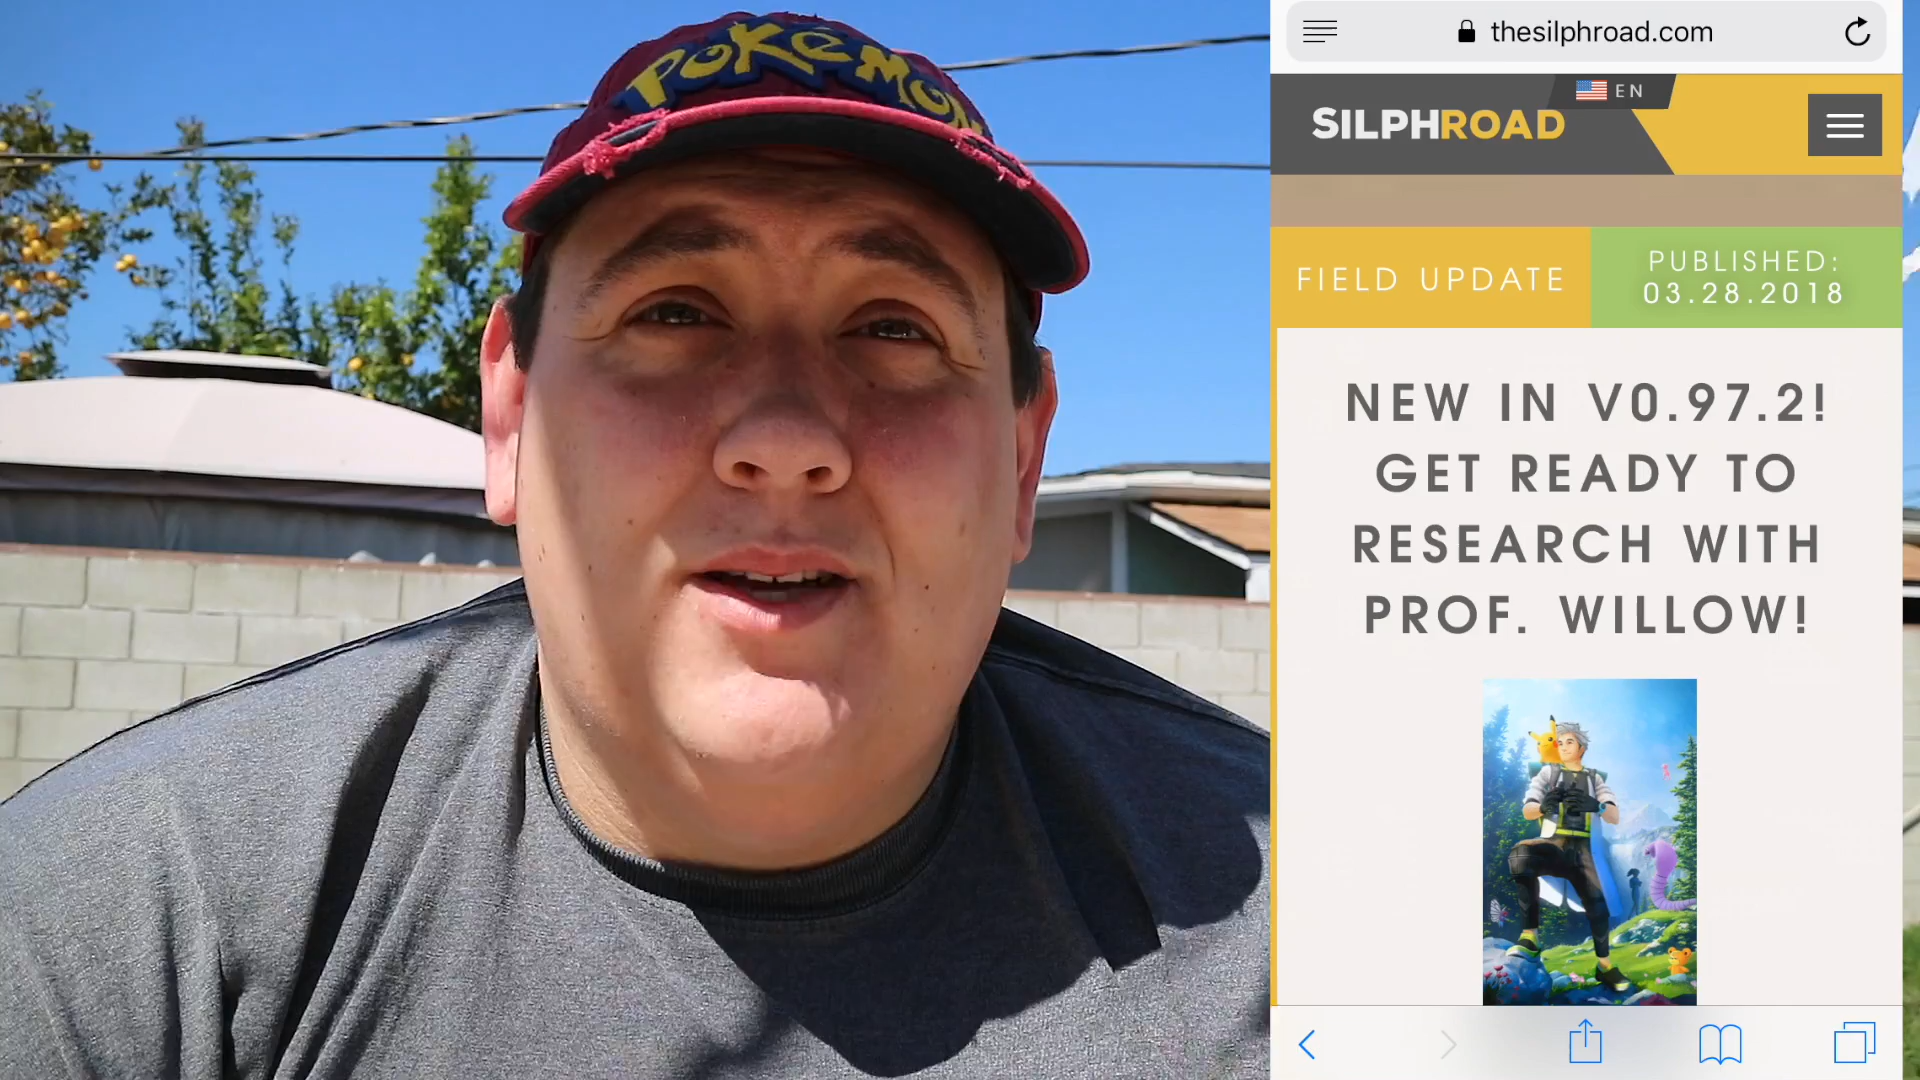 POKÉMON
thesilphroad.com
EN
SILPHROAD
FIELD UPDATE
PUBLISHED:
03.28.2018
NEW IN V0.97.2!
GET READY TO
RESEARCH WITH
PROF. WILLOW!